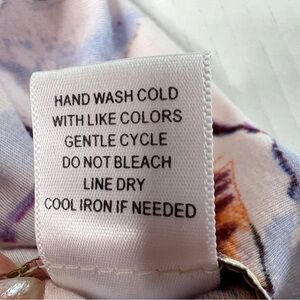 HAND WASH COLD
WITH LIKE COLORS
GENTLE CYCLE
DO NOT BLEACH
LINE DRY
COOL IRON IF NEEDED